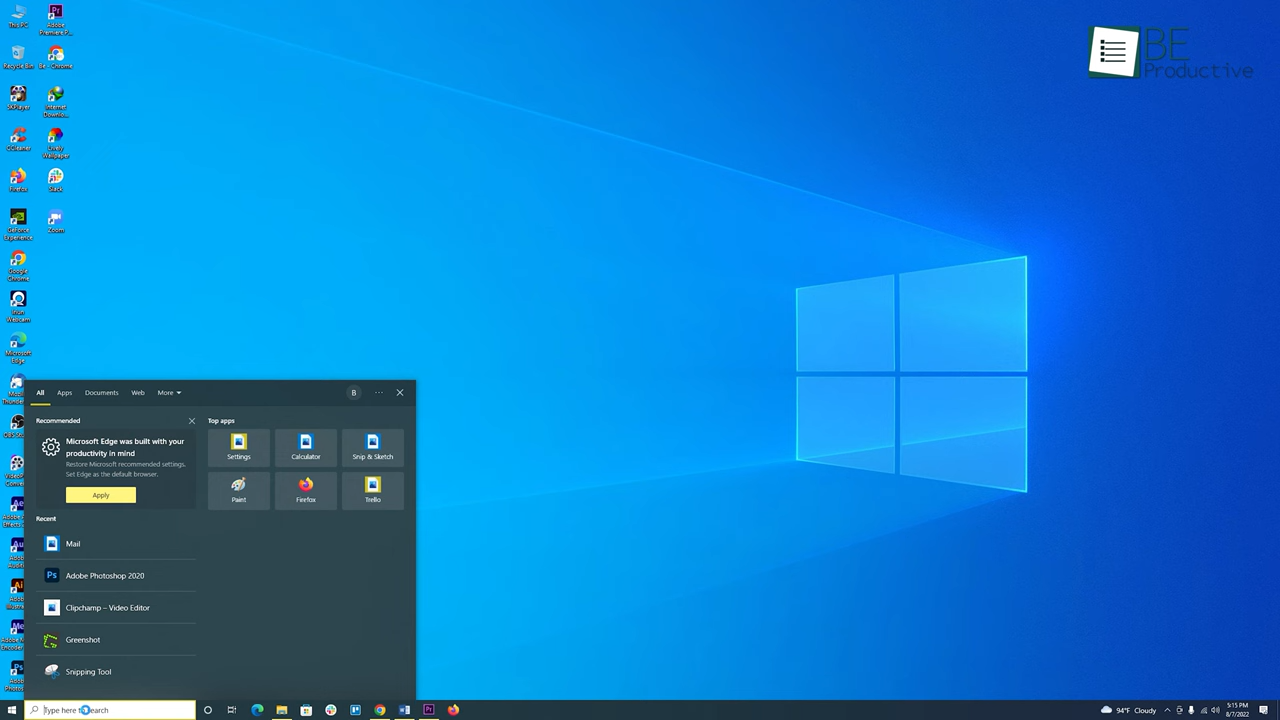 This PC
Adobe
Premiere P...
Recycle Bin
Be - Chrome
Internet
Downlo...
CCleaner
Lively
Wallpaper
Firefox
Slack
GeForce
Experience
Zoom
Google
Chrome
Webcam
Microsoft
Edge
BE
Productive
All
Apps
Documents
Web
More
B
Recommended
Top apps
Microsoft Edge was built with your
productivity in mind
Restore Microsoft recommended settings.
Set Edge as the default browser.
Apply
Settings
Calculator
Snip & Sketch
Paint
Firefox
Trello
Recent
Mail
Ps
Adobe Photoshop 2020
Clipchamp – Video Editor
Greenshot
Snipping Tool
Type here to search
94°F Cloudy
5:15 PM
8/7/2022